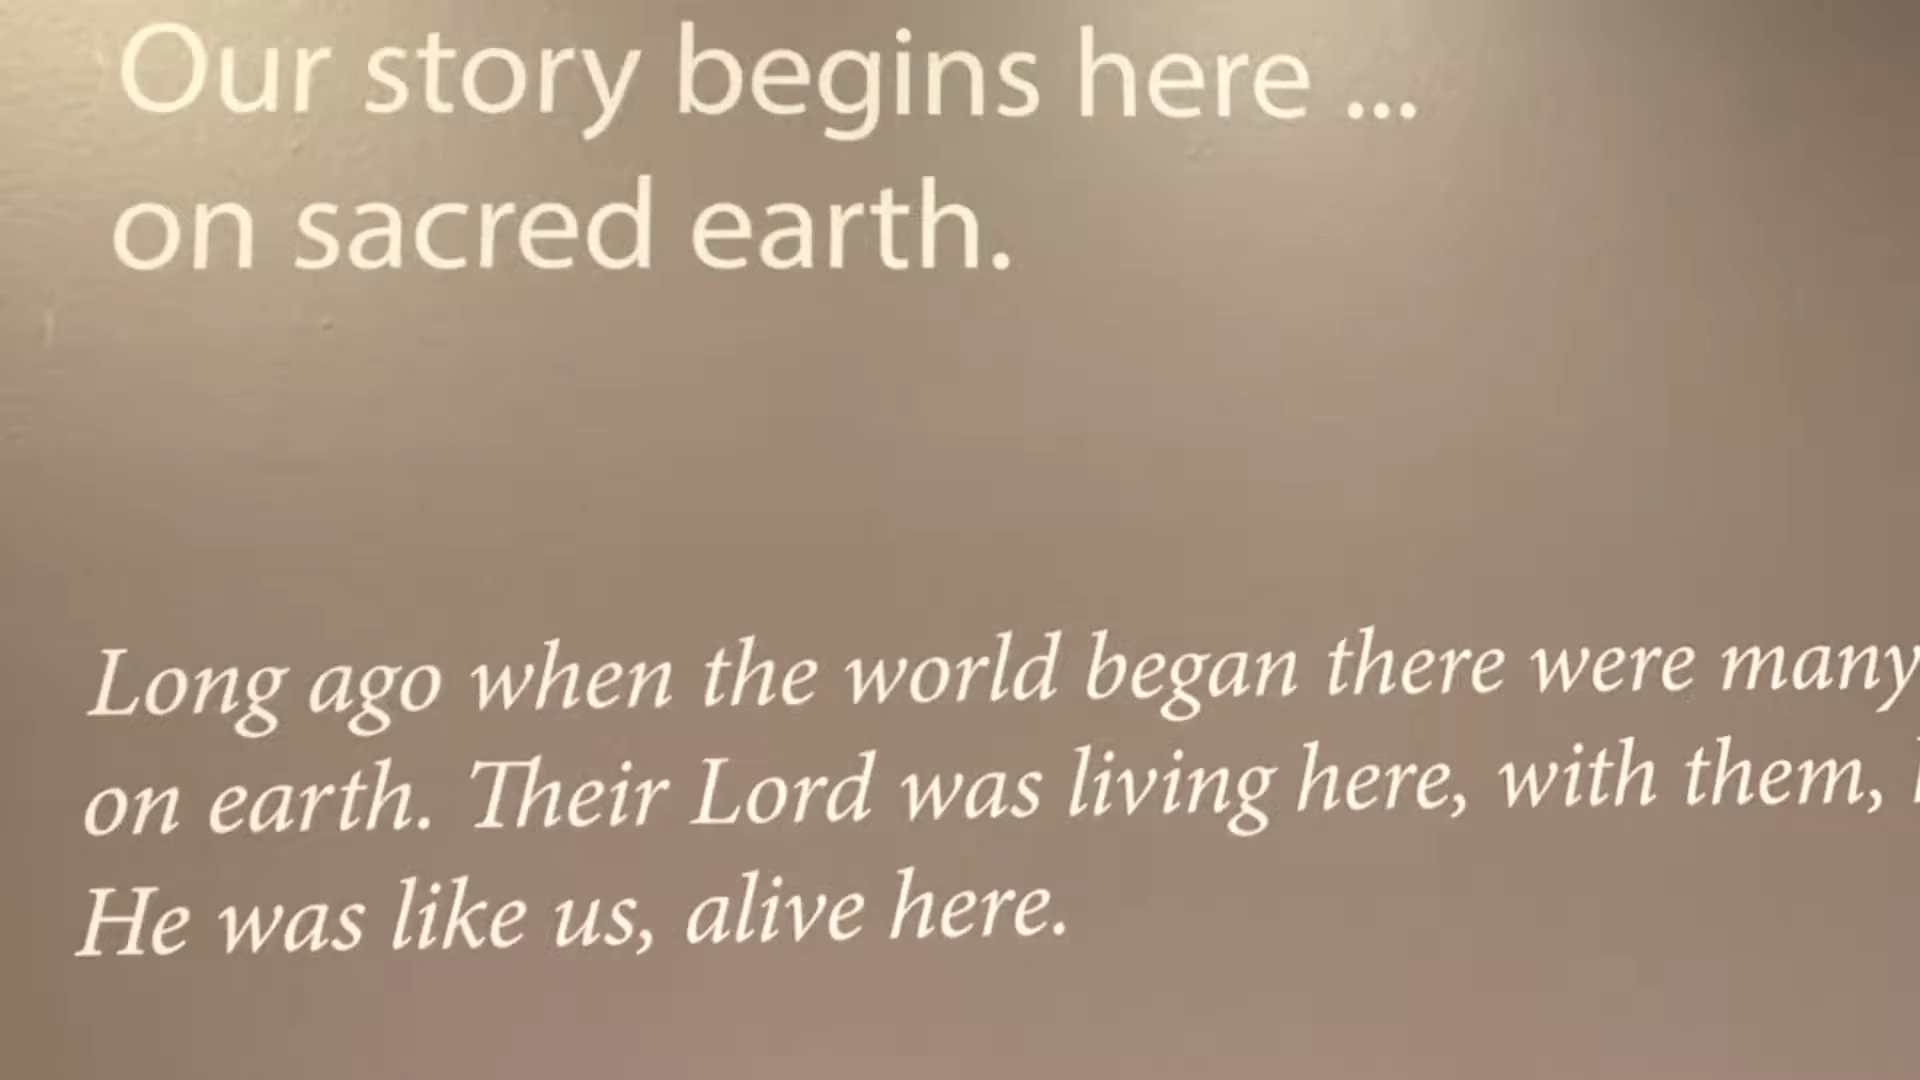 Our story begins here ...
on sacred earth.
Long ago when the world began there were many
on earth. Their Lord was living here, with them,
He was like us, alive here.